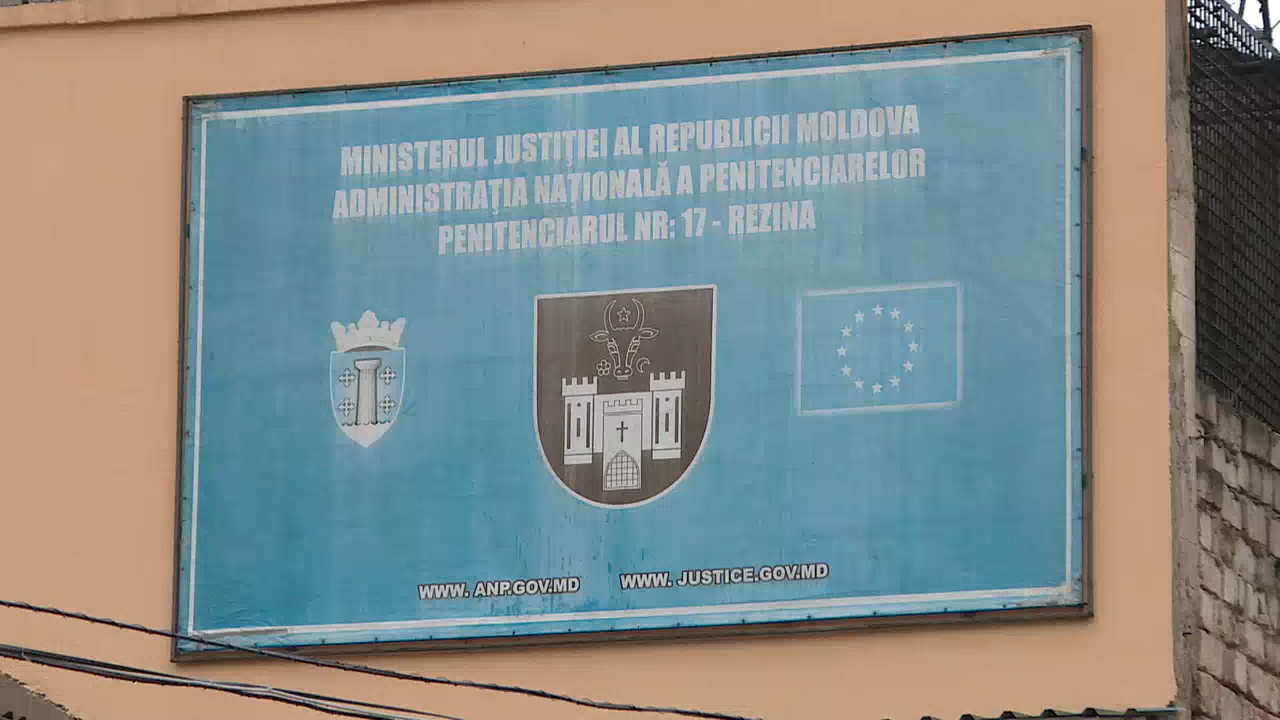 MINISTERUL JUSTIȚIEI AL REPUBLICII MOLDOVA
ADMINISTRAȚIA NAȚIONALĂ A PENITENCIARELOR
PENITENCIARUL NR: 17 - REZINA
WWW. ANP.GOV.MD WWW. JUSTICE.GOV.MD